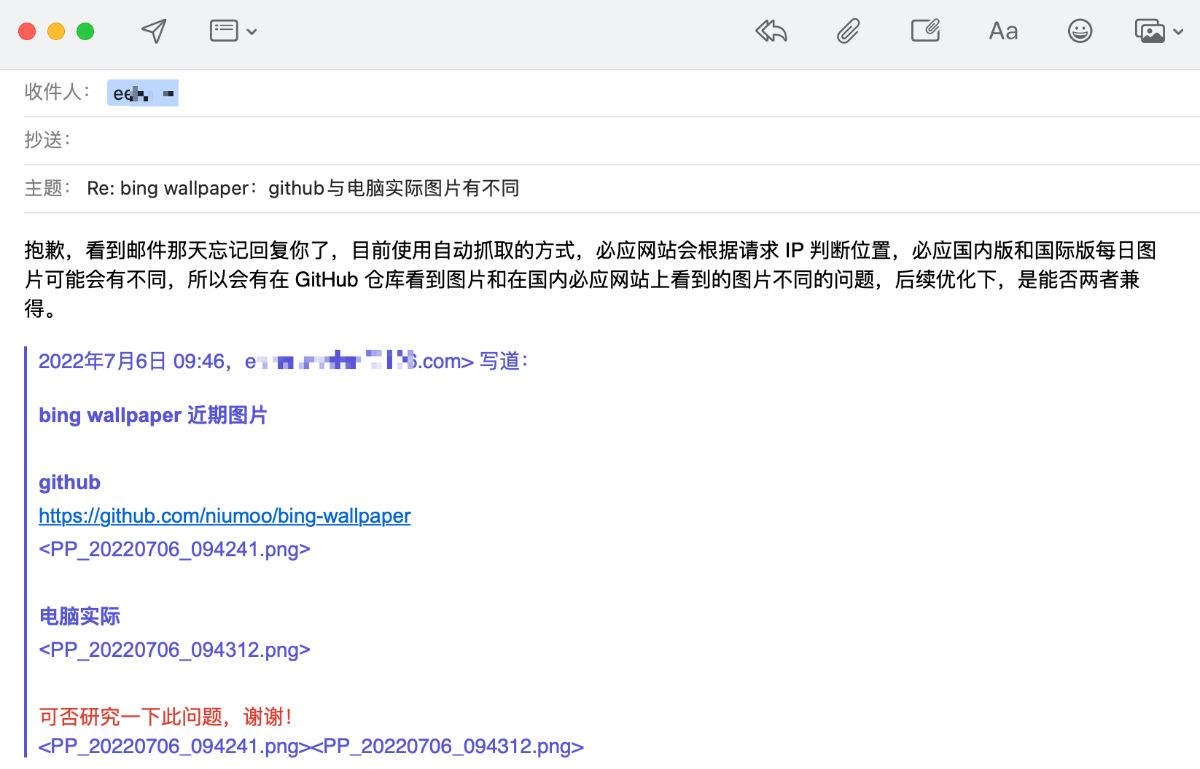 Aa
收件人：
抄送：
主题： Re: bing wallpaper：github与电脑实际图片有不同
抱歉，看到邮件那天忘记回复你了，目前使用自动抓取的方式，必应网站会根据请求 IP 判断位置，必应国内版和国际版每日图
片可能会有不同，所以会有在 GitHub 仓库看到图片和在国内必应网站上看到的图片不同的问题，后续优化下，是能否两者兼
得。
2022年7月6日 09:46，e .com> 写道：
bing wallpaper 近期图片
github
https://github.com/niumoo/bing-wallpaper
<PP_20220706_094241.png>
电脑实际
<PP_20220706_094312.png>
可否研究一下此问题，谢谢！
<PP_20220706_094241.png><PP_20220706_094312.png>